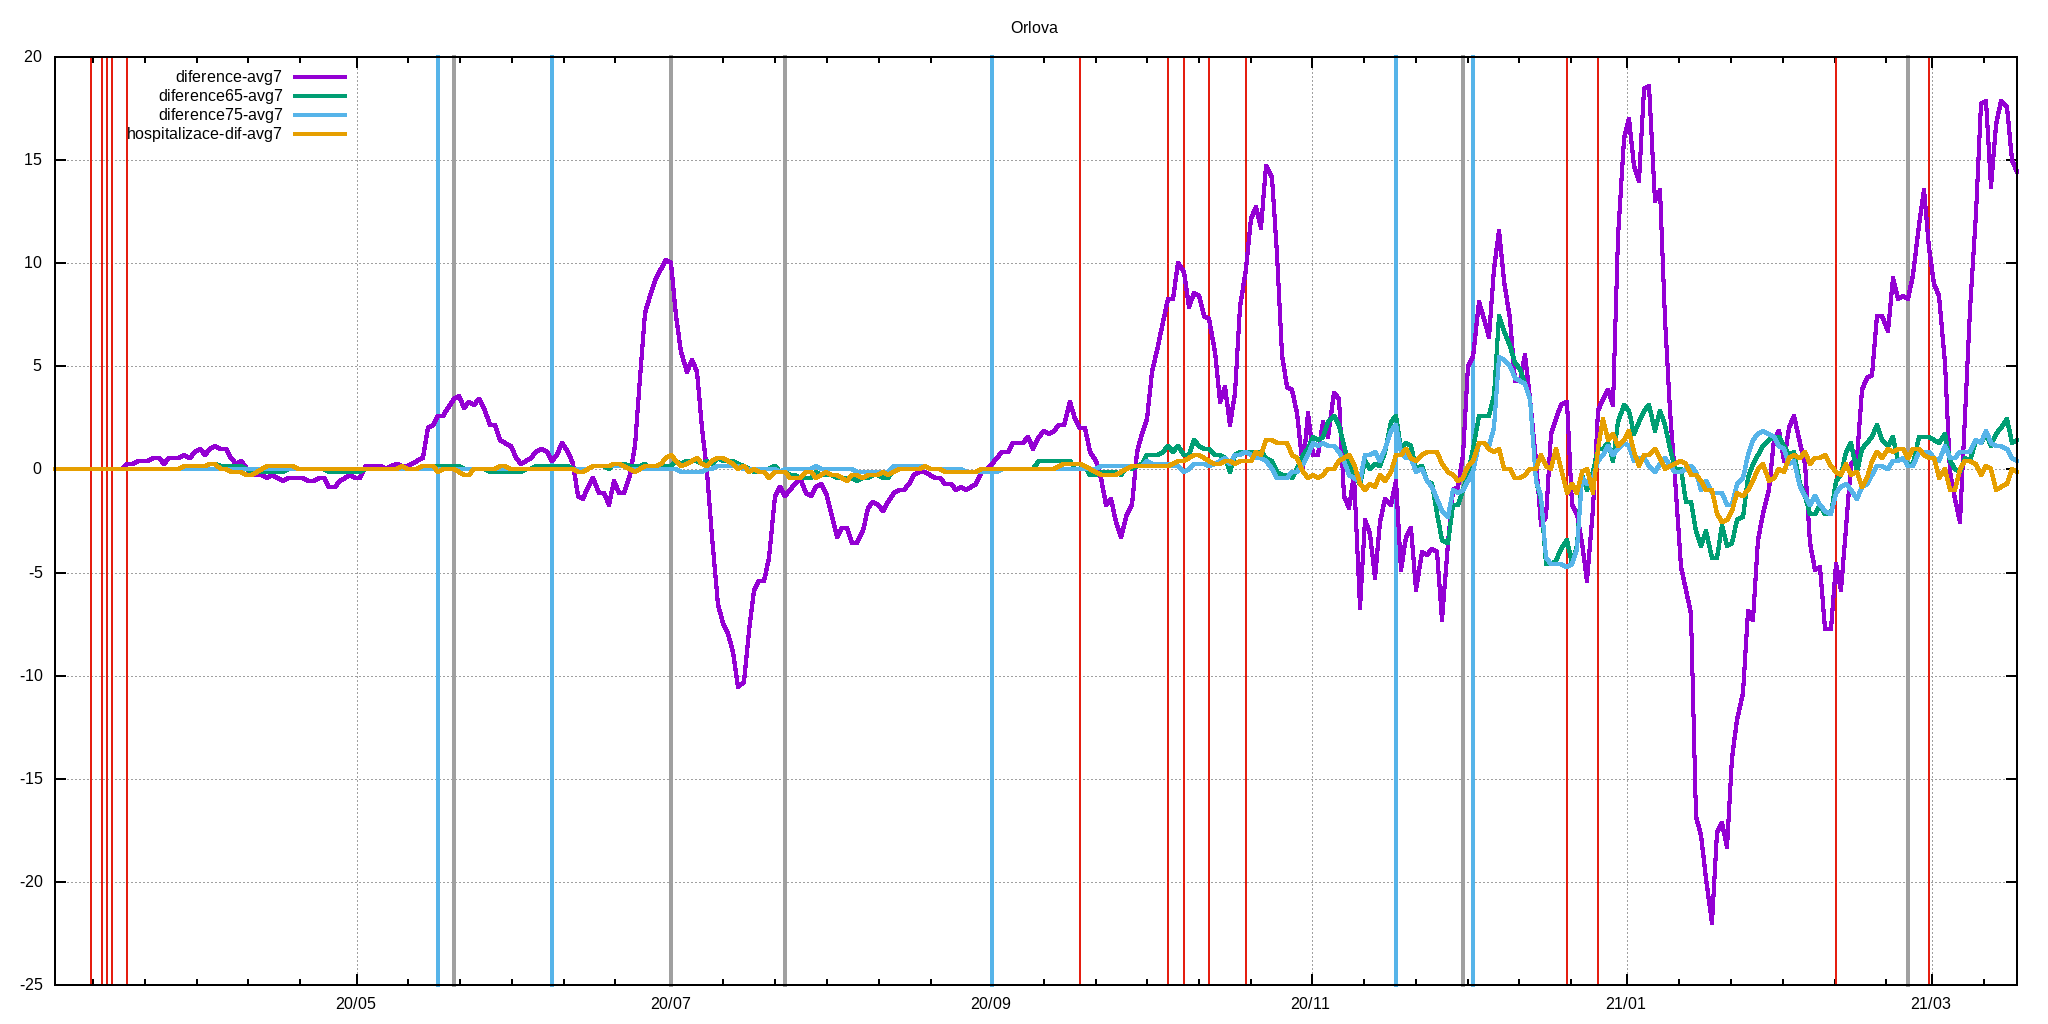 Orlova
diference-avg7
diference65-avg7
diference75-avg7
hospitalizace-dif-avg7
20
15
10
5
0
-5
-10
-15
-20
-25
20/05 20/07 20/09 20/11 21/01 21/03